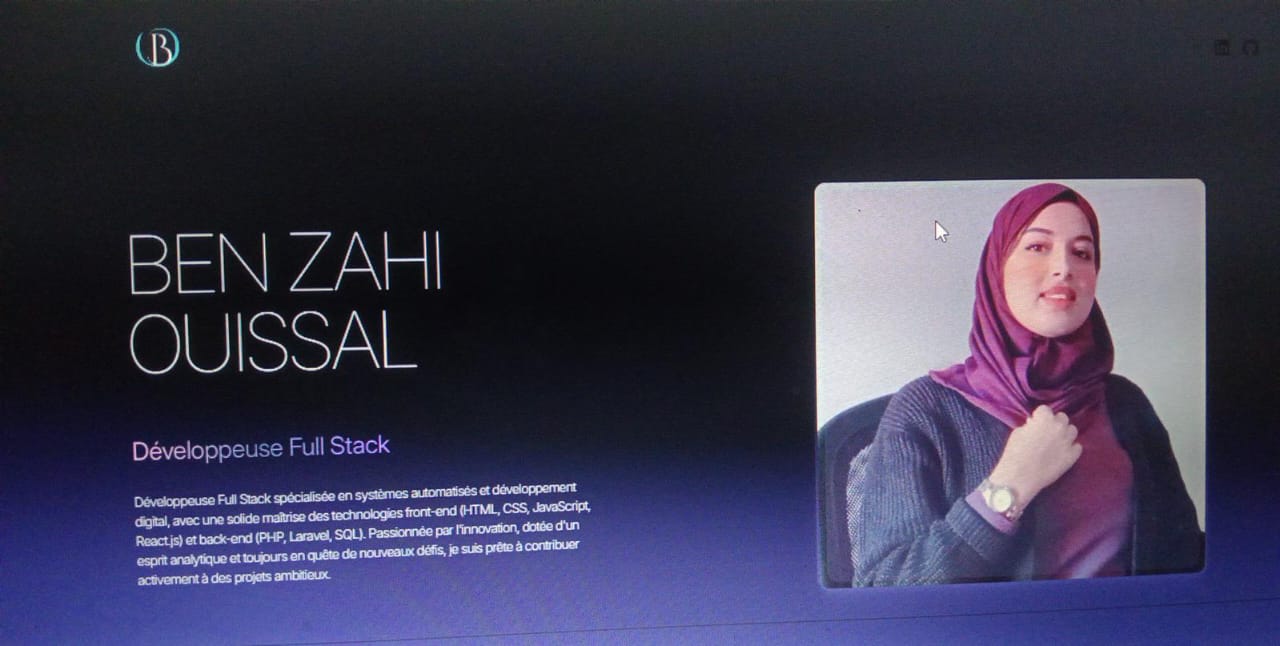 B
BEN ZAHI
OUISSAL
Développeuse Full Stack
Développeuse Full Stack spécialisée en systèmes automatisés et développement
digital, avec une solide maîtrise des technologies front-end (HTML, CSS, JavaScript,
React.js) et back-end (PHP, Laravel, SQL). Passionnée par l'innovation, dotée d'un
esprit analytique et toujours en quête de nouveaux défis, je suis prête à contribuer
activement à des projets ambitieux.